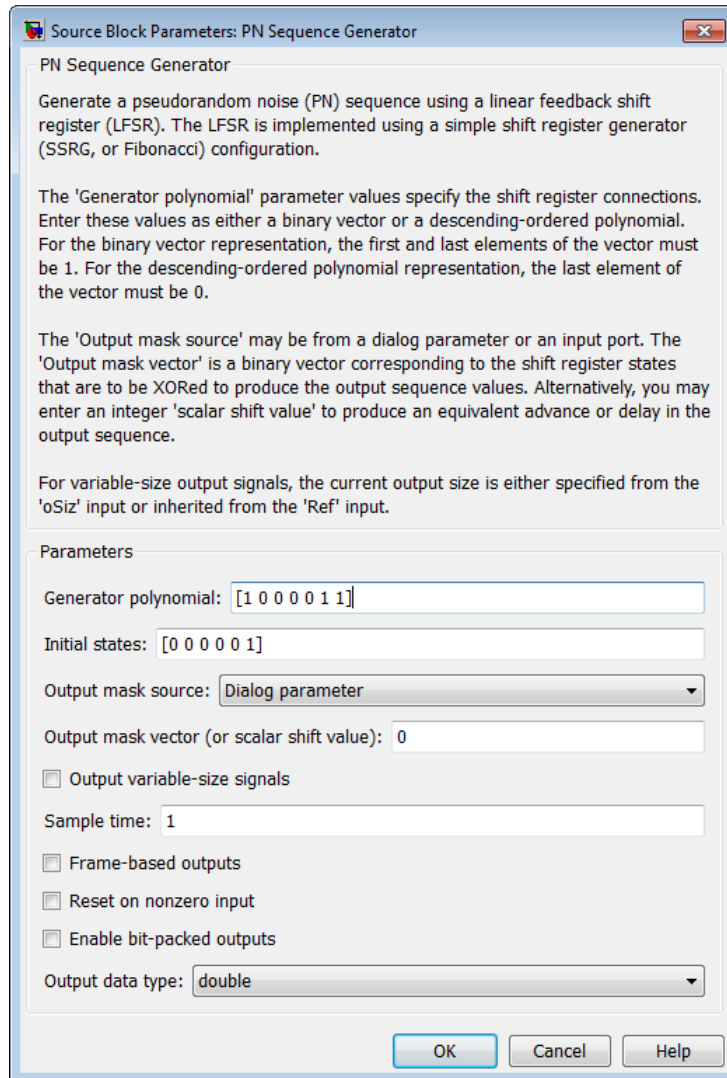 Source Block Parameters: PN Sequence Generator
PN Sequence Generator
Generate a pseudorandom noise (PN) sequence using a linear feedback shift
register (LFSR). The LFSR is implemented using a simple shift register generator
(SSRG, or Fibonacci) configuration.
The 'Generator polynomial' parameter values specify the shift register connections.
Enter these values as either a binary vector or a descending-ordered polynomial.
For the binary vector representation, the first and last elements of the vector must
be 1. For the descending-ordered polynomial representation, the last element of
the vector must be 0.
The 'Output mask source' may be from a dialog parameter or an input port. The
'Output mask vector' is a binary vector corresponding to the shift register states
that are to be XORed to produce the output sequence values. Alternatively, you may
enter an integer 'scalar shift value' to produce an equivalent advance or delay in the
output sequence.
For variable-size output signals, the current output size is either specified from the
'oSiz' input or inherited from the 'Ref' input.
Parameters
Generator polynomial: [1 0 0 0 0 1 1]
Initial states: [0 0 0 0 0 1]
Output mask source: Dialog parameter
Output mask vector (or scalar shift value): 0
Output variable-size signals
Sample time: 1
Frame-based outputs
Reset on nonzero input
Enable bit-packed outputs
Output data type: double
OK Cancel Help